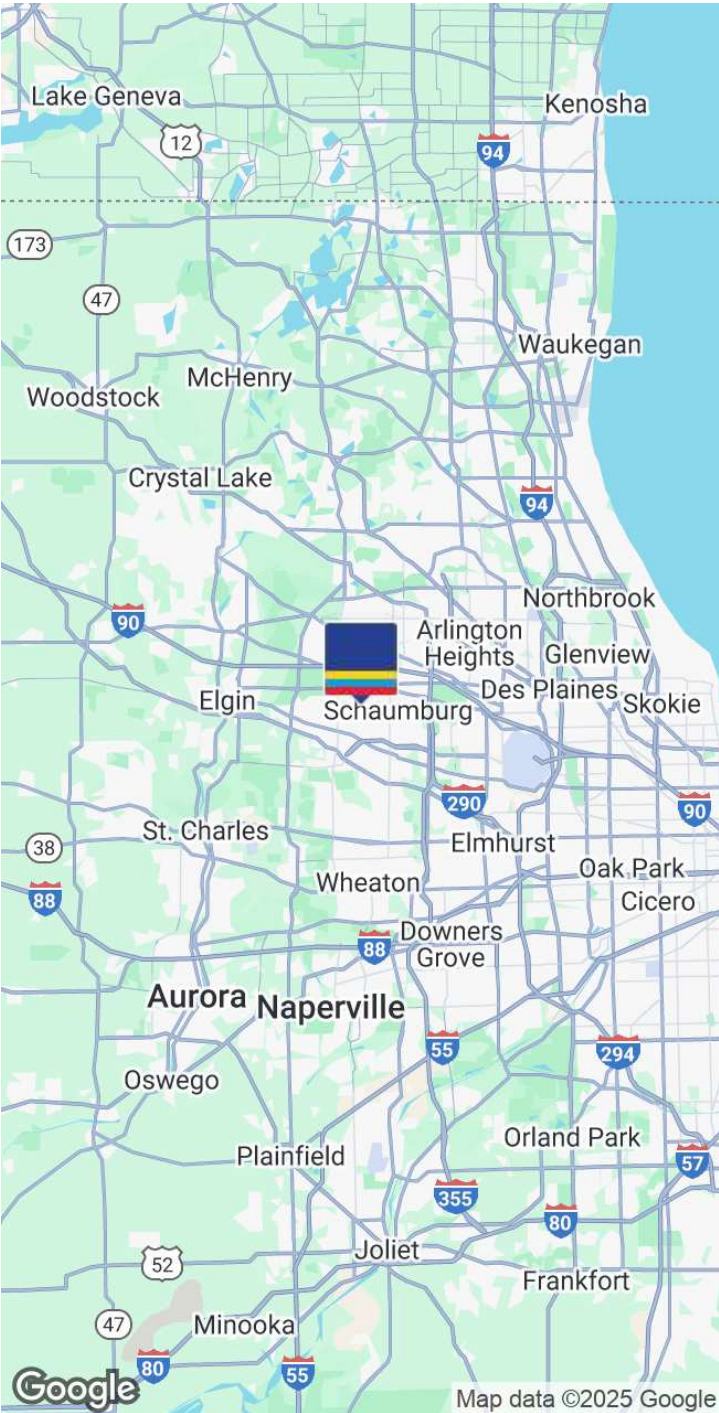 Lake Geneva
Kenosha
12
94
173
47
Waukegan
McHenry
Woodstock
Crystal Lake
94
Northbrook
90
Arlington
Heights
Glenview
Des Plaines
Skokie
Elgin
Schaumburg
290
90
St. Charles
Elmhurst
38
Oak Park
Wheaton
88
Cicero
Downers
Grove
88
Aurora
Naperville
55
294
Oswego
Orland Park
Plainfield
57
355
80
Joliet
52
Frankfort
47
Minooka
80
55
Google
Map data ©2025 Google